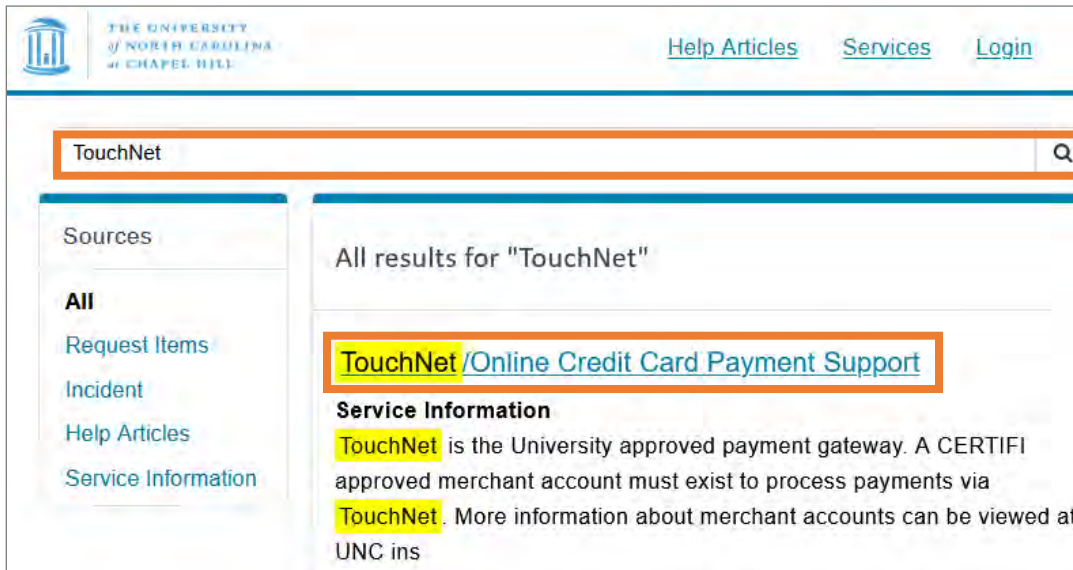 THE UNIVERSITY
of NORTH CAROLINA
at CHAPEL HILL
Help Articles Services Login
TouchNet
Sources
All results for "TouchNet"
All
Request Items
Incident
Help Articles
Service Information
TouchNet/Online Credit Card Payment Support
Service Information
TouchNet is the University approved payment gateway. A CERTIFI
approved merchant account must exist to process payments via
TouchNet. More information about merchant accounts can be viewed at
UNC ins